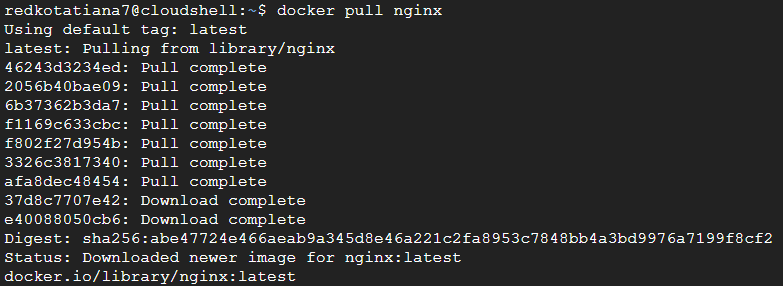 redkotatiana7@cloudshell:~$ docker pull nginx
Using default tag: latest
latest: Pulling from library/nginx
46243d3234ed: Pull complete
2056b40bae09: Pull complete
6b37362b3da7: Pull complete
f1169c633cbc: Pull complete
f802f27d954b: Pull complete
3326c3817340: Pull complete
afa8dec48454: Pull complete
37d8c7707e42: Download complete
e40088050cb6: Download complete
Digest: sha256:abe47724e466aeab9a345d8e46a221c2fa8953c7848bb4a3bd9976a7199f8cf2
Status: Downloaded newer image for nginx:latest
docker.io/library/nginx:latest